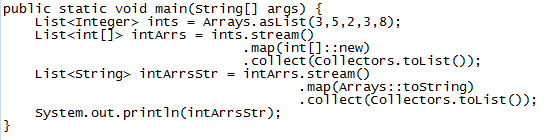 public static void main(String[] args) {
List<Integer> ints = Arrays.asList(3,5,2,3,8);
List<int[]> intArrs = ints.stream()
.map(int[]::new)
.collect(Collectors.toList());
List<String> intArrsStr = intArrs.stream()
.map(Arrays::toString)
.collect(Collectors.toList());
System.out.println(intArrsStr);
}